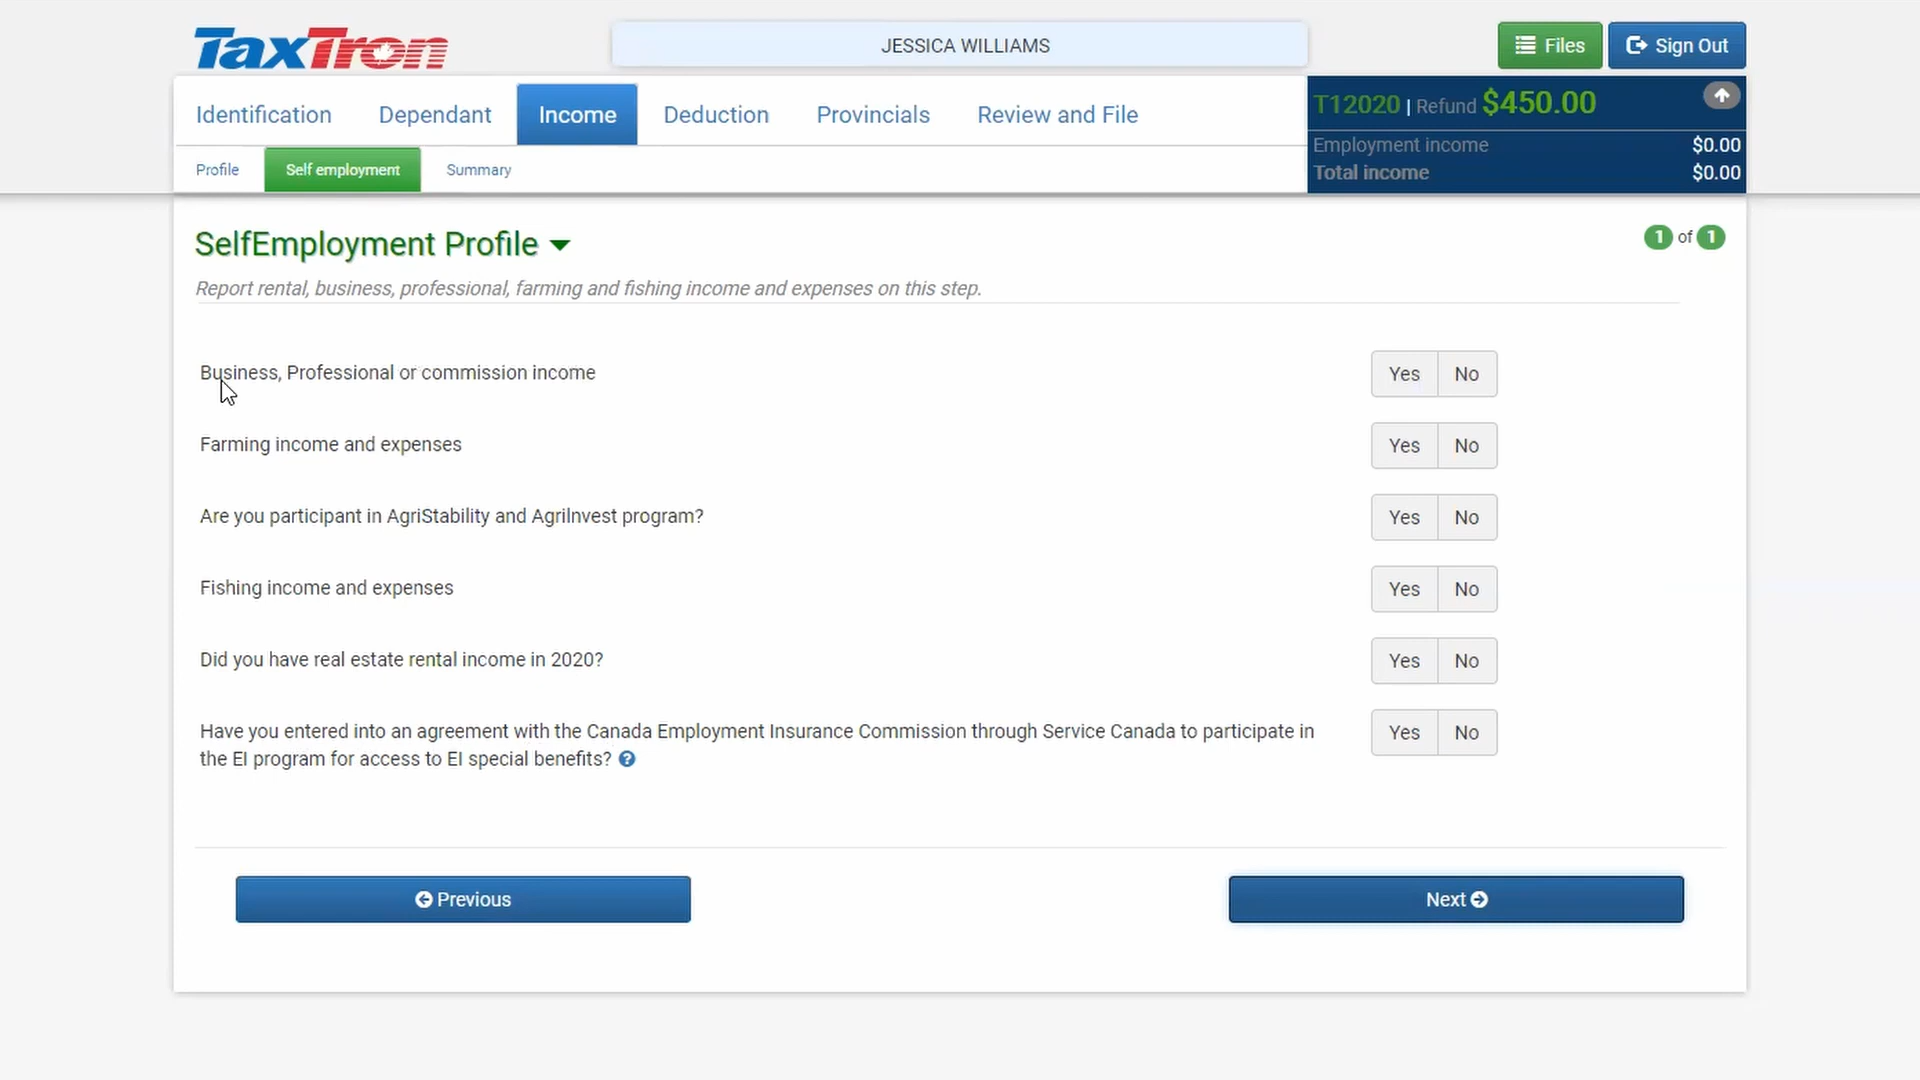 TaxTron
JESSICA WILLIAMS
Files
Sign Out
Identification
Dependant
Income
Deduction
Provincials
Review and File
T12020 | Refund $450.00
Employment income $0.00
Total income $0.00
Profile
Self employment
Summary
SelfEmployment Profile
1 of 1
Report rental, business, professional, farming and fishing income and expenses on this step.
Business, Professional or commission income
Yes No
Farming income and expenses
Yes No
Are you participant in AgriStability and AgriInvest program?
Yes No
Fishing income and expenses
Yes No
Did you have real estate rental income in 2020?
Yes No
Have you entered into an agreement with the Canada Employment Insurance Commission through Service Canada to participate in
the EI program for access to EI special benefits? ?
Yes No
Previous
Next